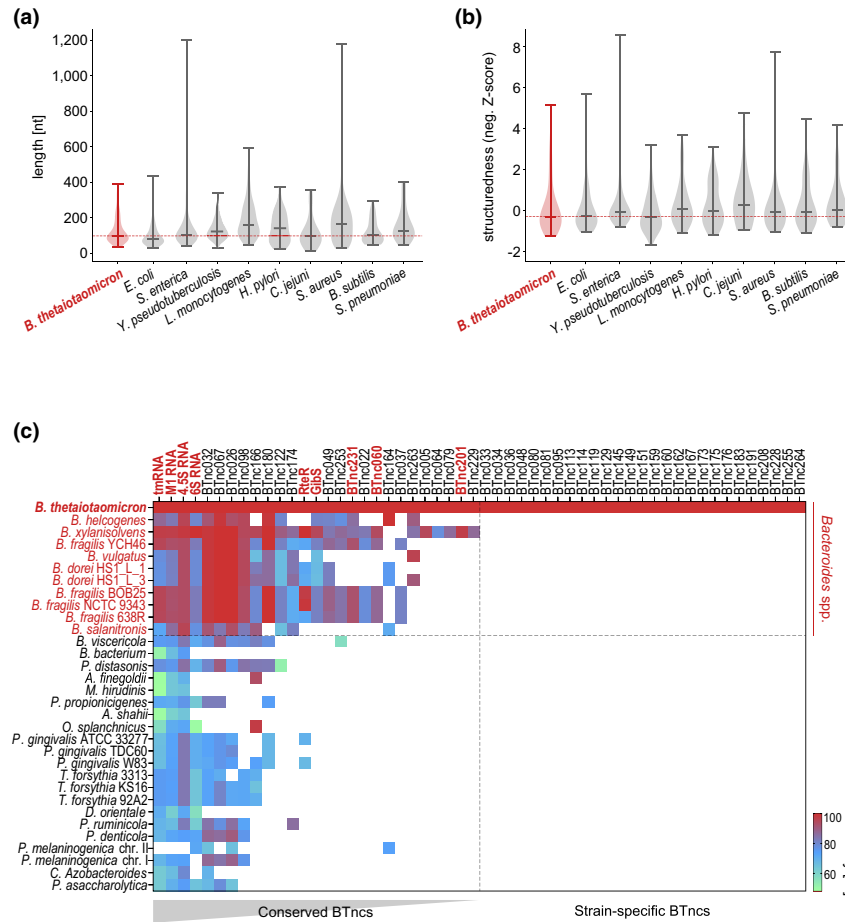 (a)
(b)
length [nt]
1,200
1,000
800
600
400
200
0
B. thetaiotaomicron
E. coli
S. enterica
Y. pseudotuberculosis
L. monocytogenes
H. pylori
C. jejuni
S. aureus
B. subtilis
S. pneumoniae
structuredness (neg. Z-score)
8
6
4
2
0
-2
B. thetaiotaomicron
E. coli
S. enterica
Y. pseudotuberculosis
L. monocytogenes
H. pylori
C. jejuni
S. aureus
B. subtilis
S. pneumoniae
(c)
tmRNA
M1 RNA
4.5S RNA
6S RNA
BTnc032
BTnc067
BTnc026
BTnc098
BTnc166
BTnc180
BTnc122
BTnc174
RteR
GibS
BTnc049
BTnc253
BTnc231
BTnc022
BTnc060
BTnc164
BTnc037
BTnc263
BTnc005
BTnc064
BTnc079
BTnc201
BTnc229
BTnc033
BTnc034
BTnc036
BTnc048
BTnc080
BTnc081
BTnc095
BTnc113
BTnc114
BTnc119
BTnc129
BTnc145
BTnc149
BTnc151
BTnc159
BTnc160
BTnc162
BTnc167
BTnc173
BTnc175
BTnc176
BTnc183
BTnc191
BTnc208
BTnc228
BTnc255
BTnc264
B. thetaiotaomicron
B. helcogenes
B. xylanisolvens
B. fragilis YCH46
B. vulgatus
B. dorei HS1_L_1
B. dorei HS1_L_3
B. fragilis BOB25
B. fragilis NCTC 9343
B. fragilis 638R
B. salanitronis
B. viscericola
B. bacterium
P. distasonis
A. finegoldii
M. hirudinis
P. propionicigenes
A. shahii
O. splanchnicus
P. gingivalis ATCC 33277
P. gingivalis TDC60
P. gingivalis W83
T. forsythia 3313
T. forsythia KS16
T. forsythia 92A2
D. orientale
P. ruminicola
P. denticola
P. melaninogenica chr. II
P. melaninogenica chr. I
C. Azobacteroides
P. asaccharolytica
Bacteroides spp.
100
80
60
Conserved BTncs
Strain-specific BTncs